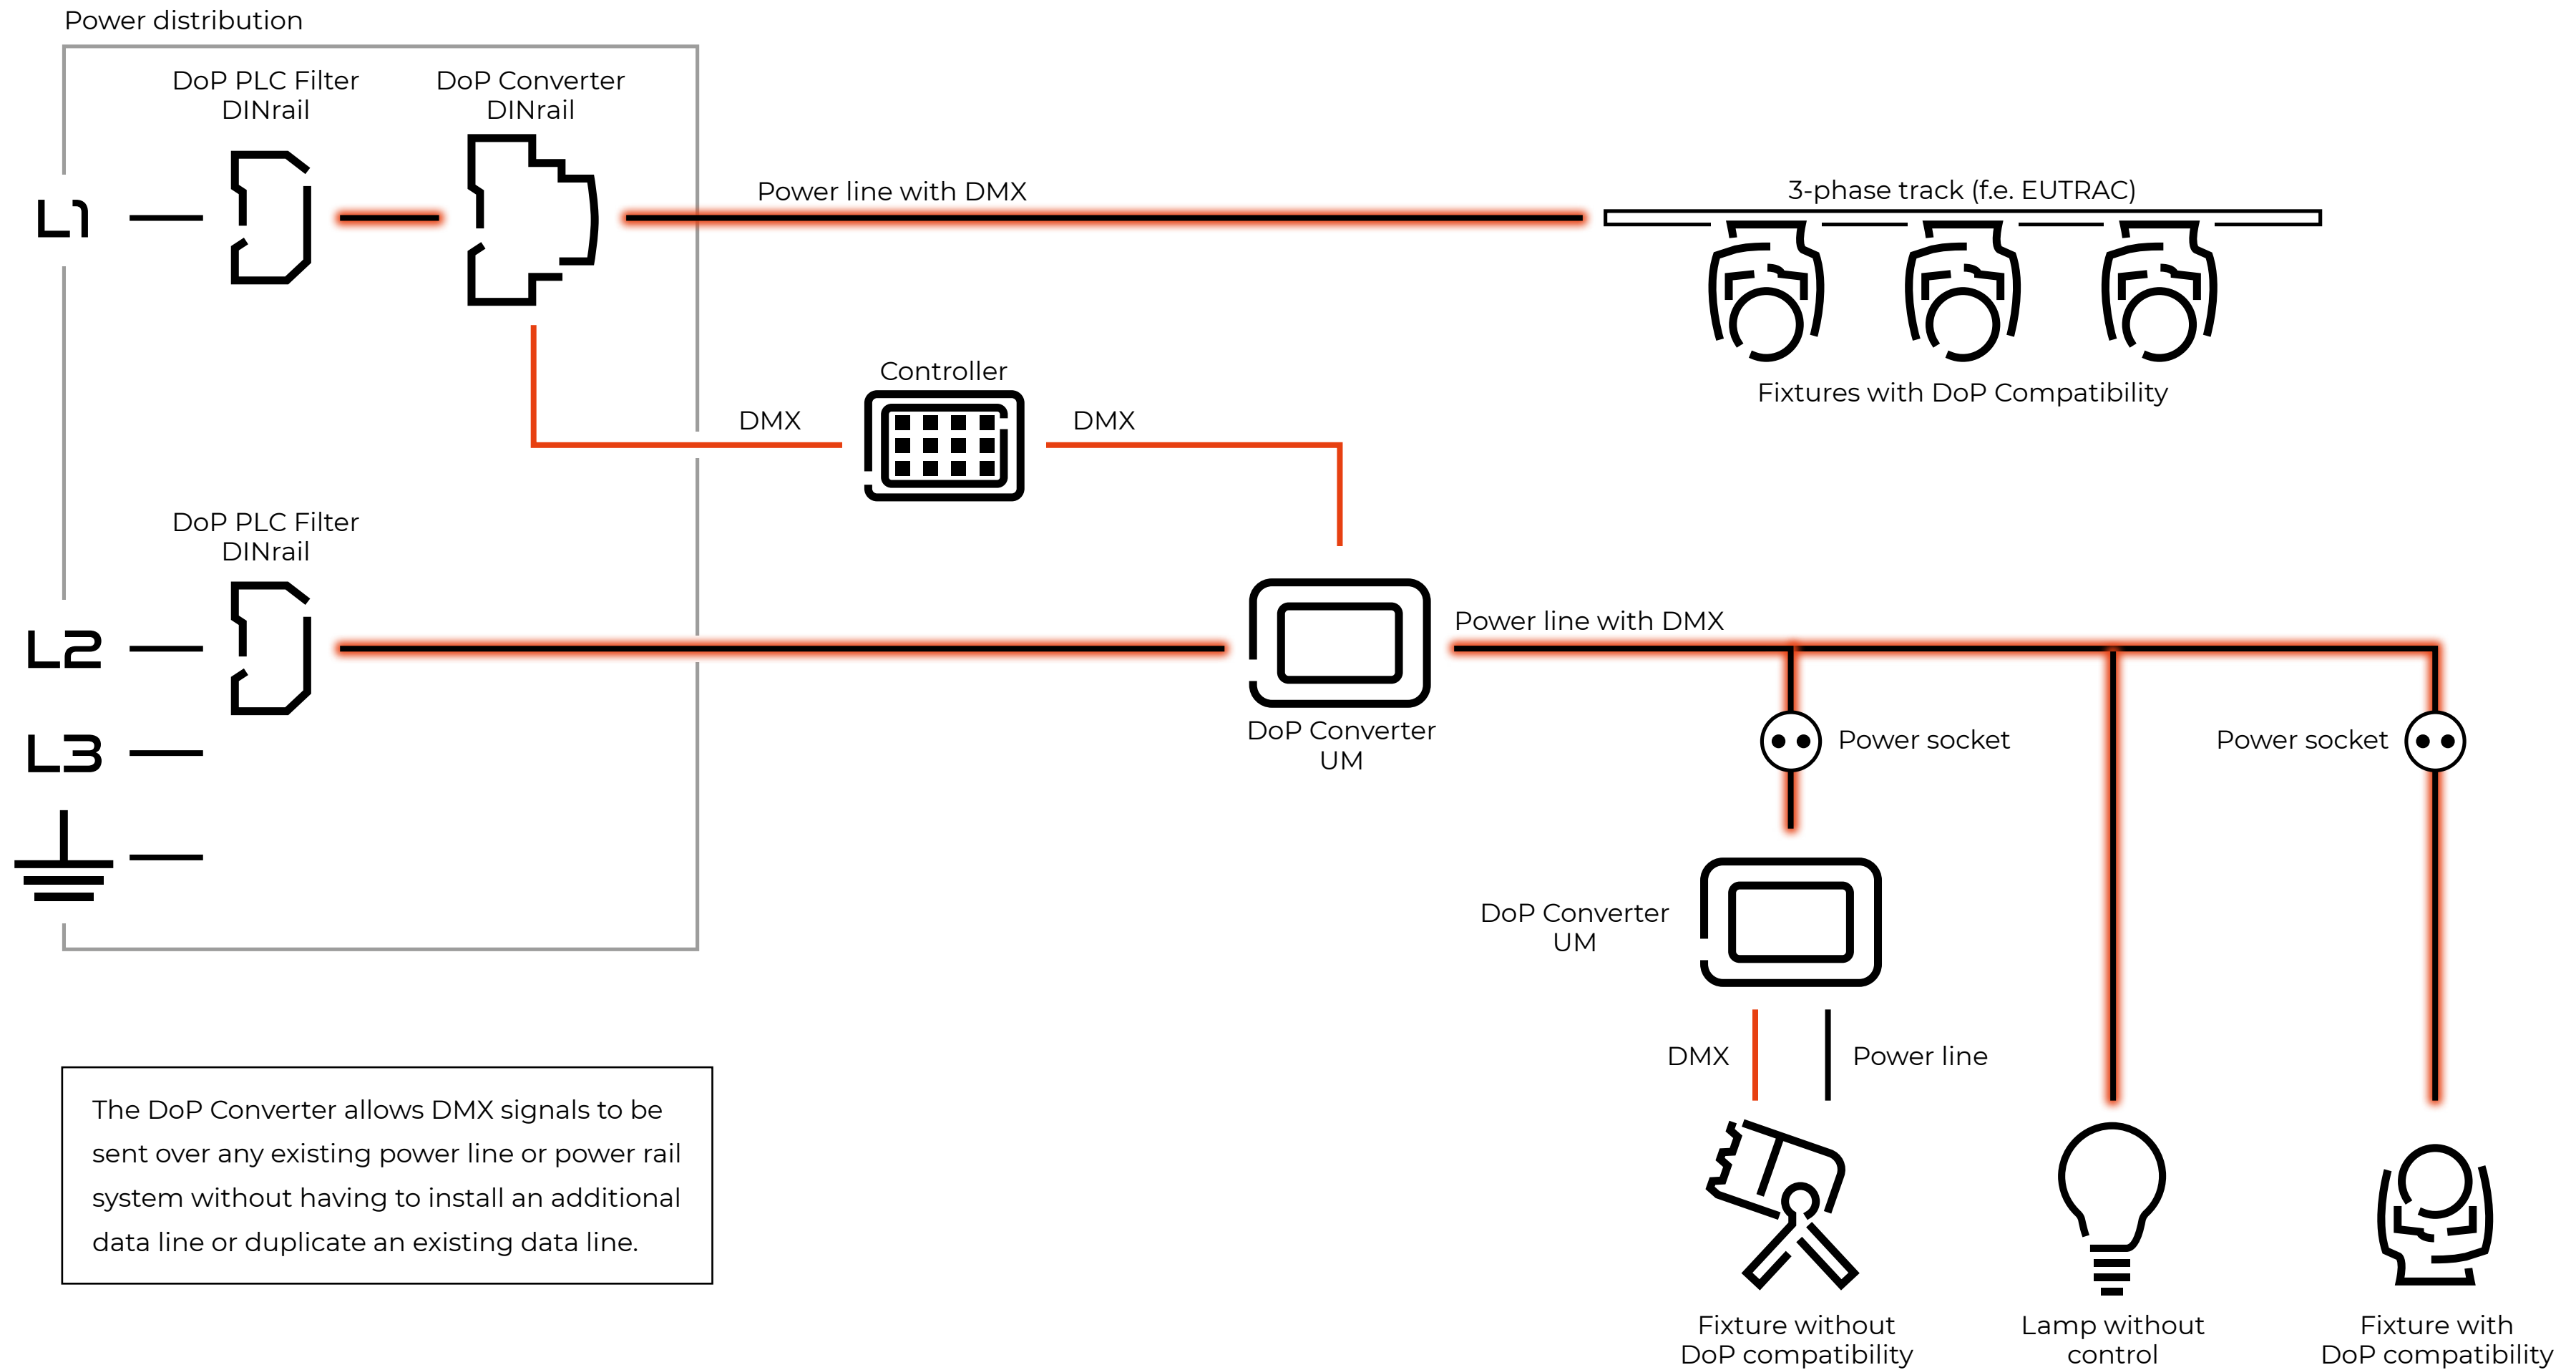 Power distribution
DoP PLC Filter
DINrail
DoP Converter
DINrail
L1
Power line with DMX
3-phase track (f.e. EUTRAC)
Fixtures with DoP Compatibility
Controller
DMX
DMX
DoP PLC Filter
DINrail
L2
Power line with DMX
DoP Converter
UM
L3
Power socket
Power socket
DoP Converter
UM
DMX
Power line
The DoP Converter allows DMX signals to be
sent over any existing power line or power rail
system without having to install an additional
data line or duplicate an existing data line.
Fixture without
DoP compatibility
Lamp without
control
Fixture with
DoP compatibility